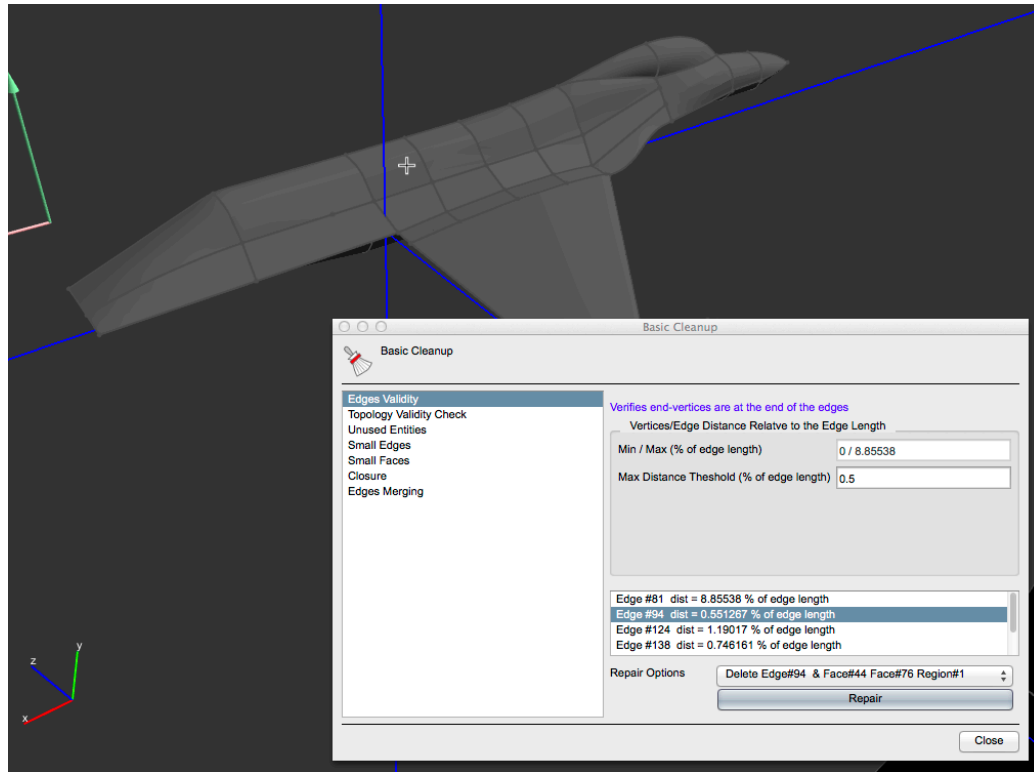 Basic Cleanup
Basic Cleanup
Edges Validity
Topology Validity Check
Unused Entities
Small Edges
Small Faces
Closure
Edges Merging
Verifies end-vertices are at the end of the edges
Vertices/Edge Distance Relatve to the Edge Length
Min / Max (% of edge length)
0 / 8.85538
Max Distance Theshold (% of edge length)
0.5
Edge #81 dist = 8.85538 % of edge length
Edge #94 dist = 0.551267 % of edge length
Edge #124 dist = 1.19017 % of edge length
Edge #138 dist = 0.746161 % of edge length
Repair Options
Delete Edge#94 & Face#44 Face#76 Region#1
Repair
Close
y
z
x